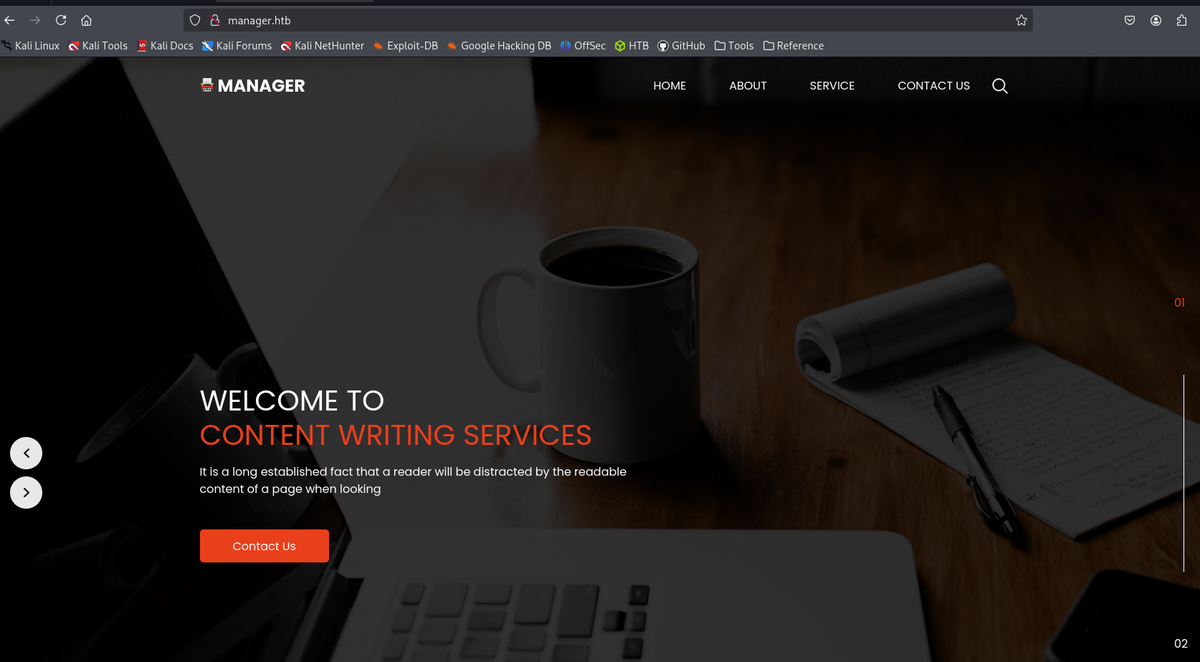 manager.htb
Kali Linux Kali Tools Kali Docs Kali Forums Kali NetHunter Exploit-DB Google Hacking DB OffSec HTB GitHub Tools Reference
MANAGER HOME ABOUT SERVICE CONTACT US
01
WELCOME TO
CONTENT WRITING SERVICES
It is a long established fact that a reader will be distracted by the readable
content of a page when looking
Contact Us
02